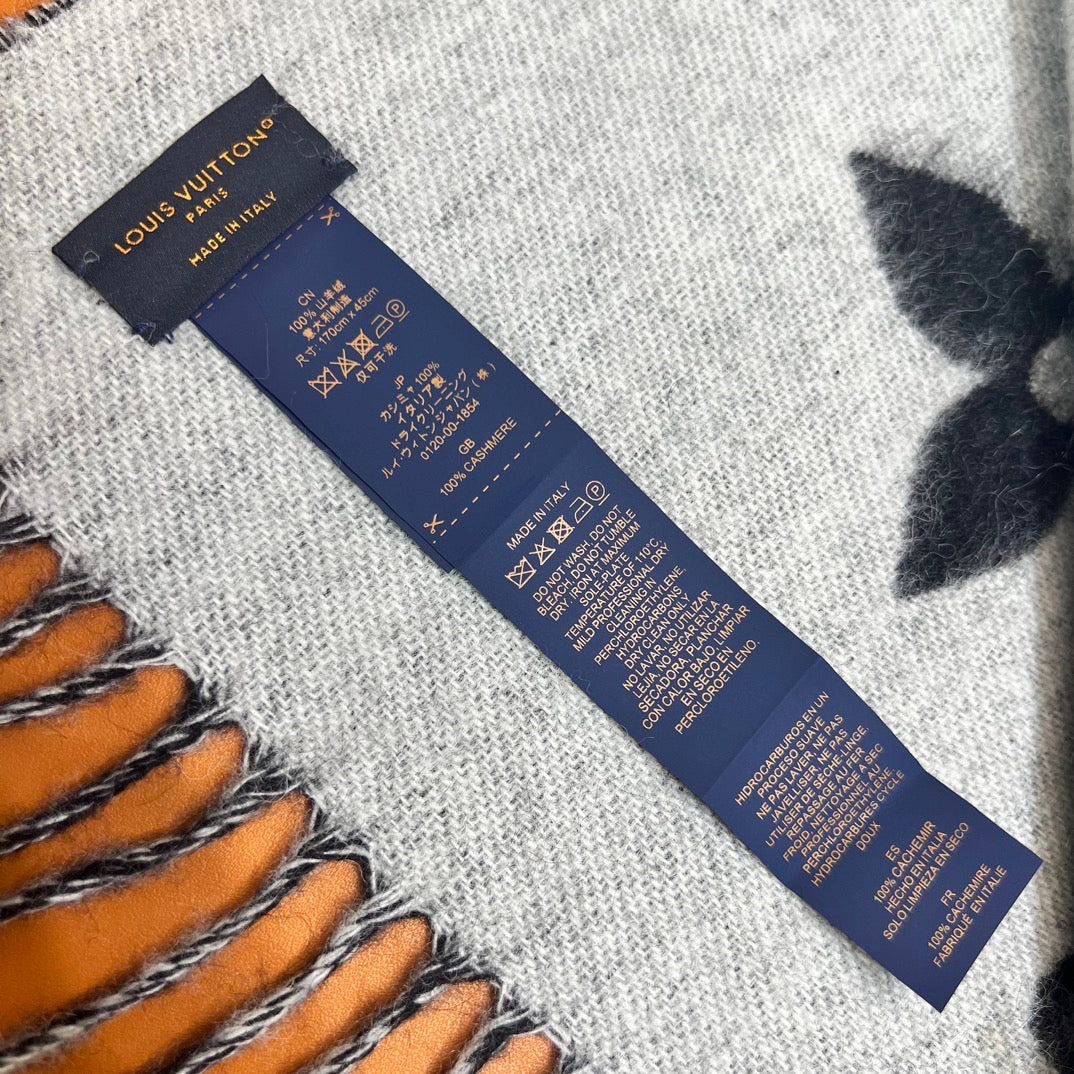 LOUIS VUITTON
PARIS
MADE IN ITALY
CN
100% 山羊绒
意大利制造
尺寸: 170cm x 45cm
仅可干洗
JP
カシミヤ100%
イタリア製
ドライクリーニング
ルイ・ヴィトンジャパン(株)
0120-00-1854
GB
100% CASHMERE
MADE IN ITALY
P
DO NOT WASH, DO NOT
BLEACH, DO NOT TUMBLE
DRY, IRON AT MAXIMUM
SOLE-PLATE
TEMPERATURE OF 110°C,
MILD PROFESSIONAL DRY
CLEANING IN
PERCHLOROETHYLENE.
HYDROCARBONS
DRY CLEAN ONLY
NO LAVAR, NO UTILIZAR
LEJIA, NO SECAR EN LA
SECADORA, PLANCHAR
CON CALOR BAJO, LIMPIAR
EN SECO EN
PERCLOROETILENO.
HIDROCARBUROS EN UN
PROCESO SUAVE
NE PAS LAVER, NE PAS
JAVELLISER, NE PAS
UTILISER DE SÈCHE-LINGE,
REPASSAGE AU FER
FROID, NETTOYAGE A SEC
PROFESSIONNEL AU
PERCHLOROETHYLENE.
HYDROCARBURES CYCLE
DOUX
ES
100% CACHEMIR
HECHO EN ITALIA
SOLO LIMPIEZA EN SECO
FR
100% CACHEMIRE
FABRIQUÉ EN ITALIE